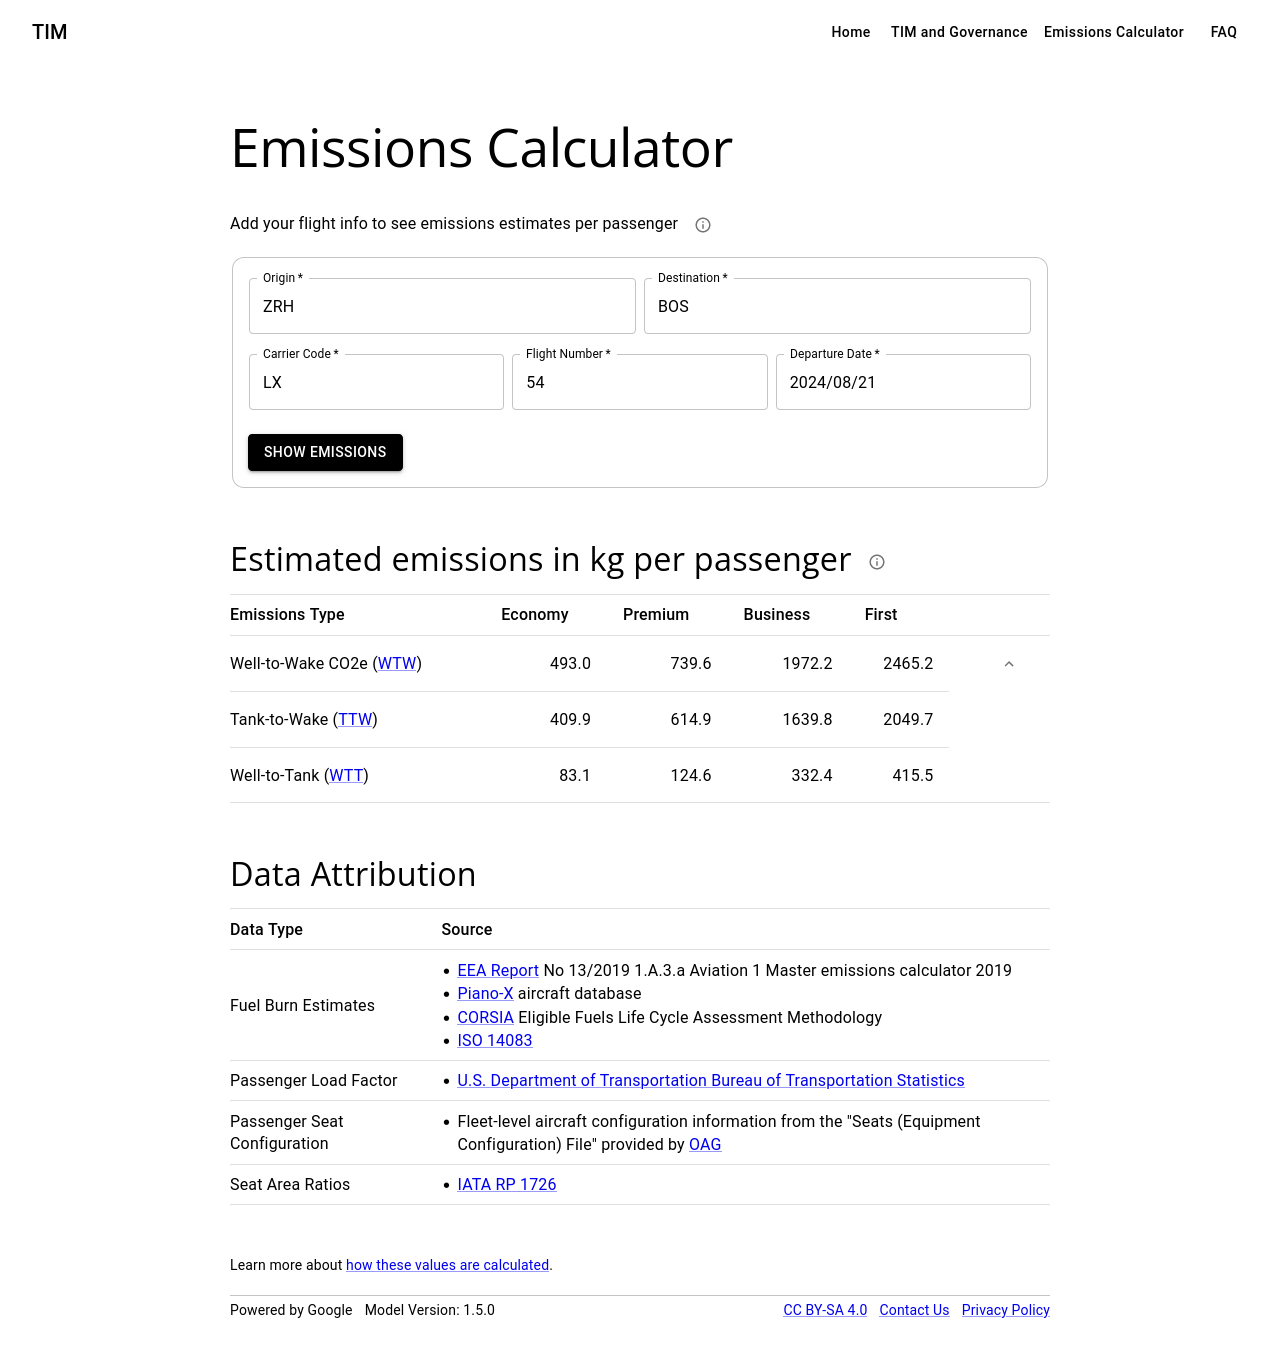 TIM
Home TIM and Governance Emissions Calculator FAQ
Emissions Calculator
Add your flight info to see emissions estimates per passenger
Origin *
ZRH
Destination *
BOS
Carrier Code *
LX
Flight Number *
54
Departure Date *
2024/08/21
SHOW EMISSIONS
Estimated emissions in kg per passenger
Emissions Type Economy Premium Business First
Well-to-Wake CO2e (WTW) 493.0 739.6 1972.2 2465.2
Tank-to-Wake (TTW) 409.9 614.9 1639.8 2049.7
Well-to-Tank (WTT) 83.1 124.6 332.4 415.5
Data Attribution
Data Type Source
Fuel Burn Estimates
• EEA Report No 13/2019 1.A.3.a Aviation 1 Master emissions calculator 2019
• Piano-X aircraft database
• CORSIA Eligible Fuels Life Cycle Assessment Methodology
• ISO 14083
Passenger Load Factor
• U.S. Department of Transportation Bureau of Transportation Statistics
Passenger Seat
Configuration
• Fleet-level aircraft configuration information from the "Seats (Equipment
Configuration) File" provided by OAG
Seat Area Ratios
• IATA RP 1726
Learn more about how these values are calculated.
Powered by Google Model Version: 1.5.0 CC BY-SA 4.0 Contact Us Privacy Policy